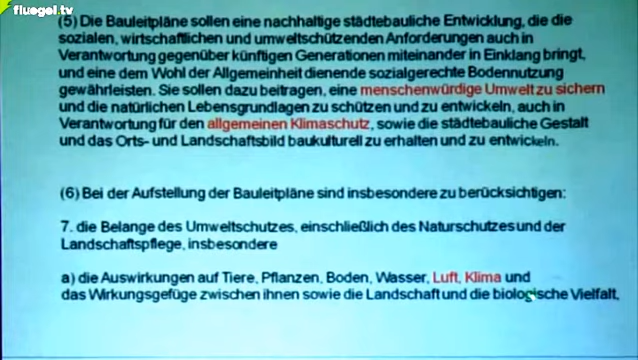 fluegel.tv
(5) Die Bauleitpläne sollen eine nachhaltige städtebauliche Entwicklung, die die
sozialen, wirtschaftlichen und umweltschützenden Anforderungen auch in
Verantwortung gegenüber künftigen Generationen miteinander in Einklang bringt,
und eine dem Wohl der Allgemeinheit dienende sozialgerechte Bodennutzung
gewährleisten. Sie sollen dazu beitragen, eine menschenwürdige Umwelt zu sichern
und die natürlichen Lebensgrundlagen zu schützen und zu entwickeln, auch in
Verantwortung für den allgemeinen Klimaschutz, sowie die städtebauliche Gestalt
und das Orts- und Landschaftsbild baukulturell zu erhalten und zu entwickeln.
(6) Bei der Aufstellung der Bauleitpläne sind insbesondere zu berücksichtigen:
7. die Belange des Umweltschutzes, einschließlich des Naturschutzes und der
Landschaftspflege, insbesondere
a) die Auswirkungen auf Tiere, Pflanzen, Boden, Wasser, Luft, Klima und
das Wirkungsgefüge zwischen ihnen sowie die Landschaft und die biologische Vielfalt,